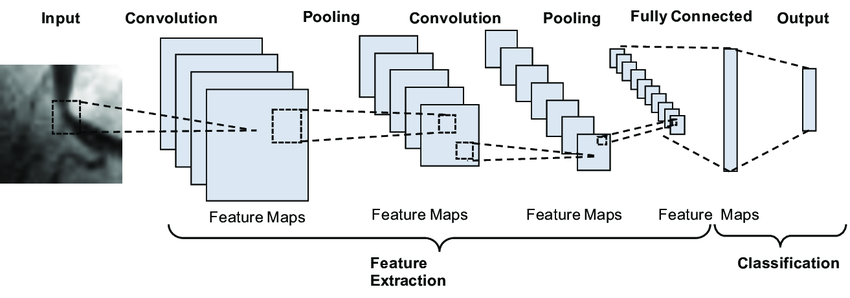 Input
Convolution
Pooling
Convolution
Pooling
Fully Connected
Output
Feature Maps
Feature Maps
Feature Maps
Feature Maps
Feature
Extraction
Classification